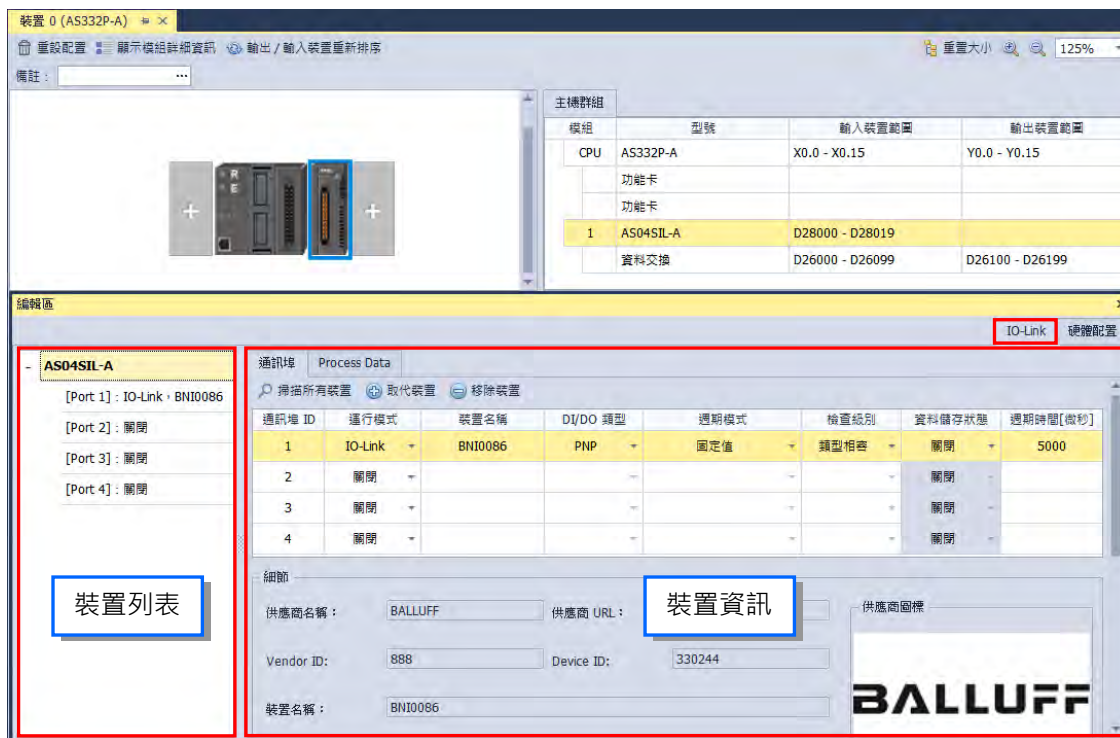 裝置 0 (AS332P-A)
重設配置 顯示模組詳細資訊 輸出/輸入裝置重新排序 重置大小 125%
備註： ...
主機群組
模組 型號 輸入裝置範圍 輸出裝置範圍
CPU AS332P-A X0.0 - X0.15 Y0.0 - Y0.15
功能卡
功能卡
1 AS04SIL-A D28000 - D28019
資料交換 D26000 - D26099 D26100 - D26199
R
E
編輯區
IO-Link 硬體配置
- AS04SIL-A
[Port 1]：IO-Link，BNI0086
[Port 2]：關閉
[Port 3]：關閉
[Port 4]：關閉
裝置列表
通訊埠 Process Data
掃描所有裝置 取代裝置 移除裝置
通訊埠 ID 運行模式 裝置名稱 DI/DO 類型 週期模式 檢查級別 資料儲存狀態 週期時間[微秒]
1 IO-Link BNI0086 PNP 固定值 類型相容 關閉 5000
2 關閉 關閉
3 關閉 關閉
4 關閉 關閉
細節
供應商名稱： BALLUFF 供應商 URL：
裝置資訊
供應商圖標
Vendor ID: 888 Device ID: 330244
裝置名稱： BNI0086
BALLUFF